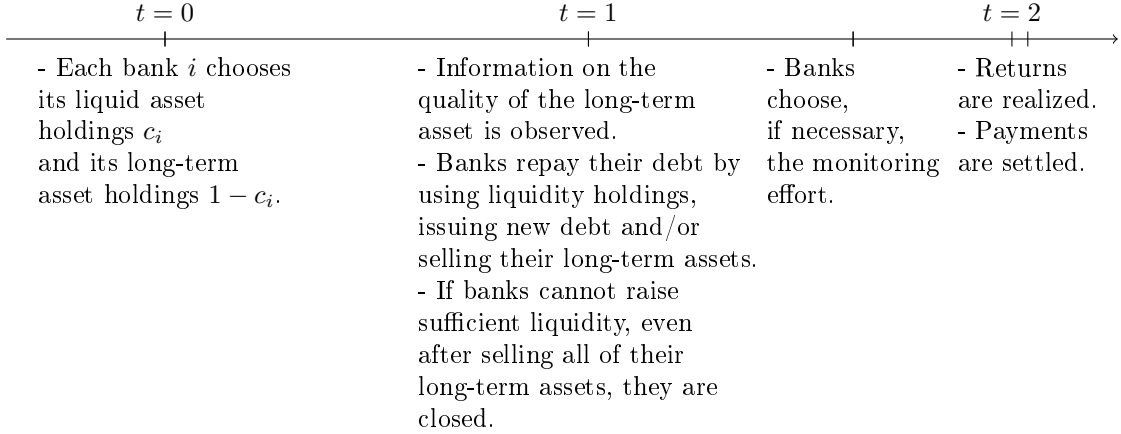 t = 0
t = 1
t = 2
- Each bank i chooses
its liquid asset
holdings c_i
and its long-term
asset holdings 1 − c_i.
- Information on the
quality of the long-term
asset is observed.
- Banks repay their debt by
using liquidity holdings,
issuing new debt and/or
selling their long-term assets.
- If banks cannot raise
sufficient liquidity, even
after selling all of their
long-term assets, they are
closed.
- Banks
choose,
if necessary,
the monitoring
effort.
- Returns
are realized.
- Payments
are settled.